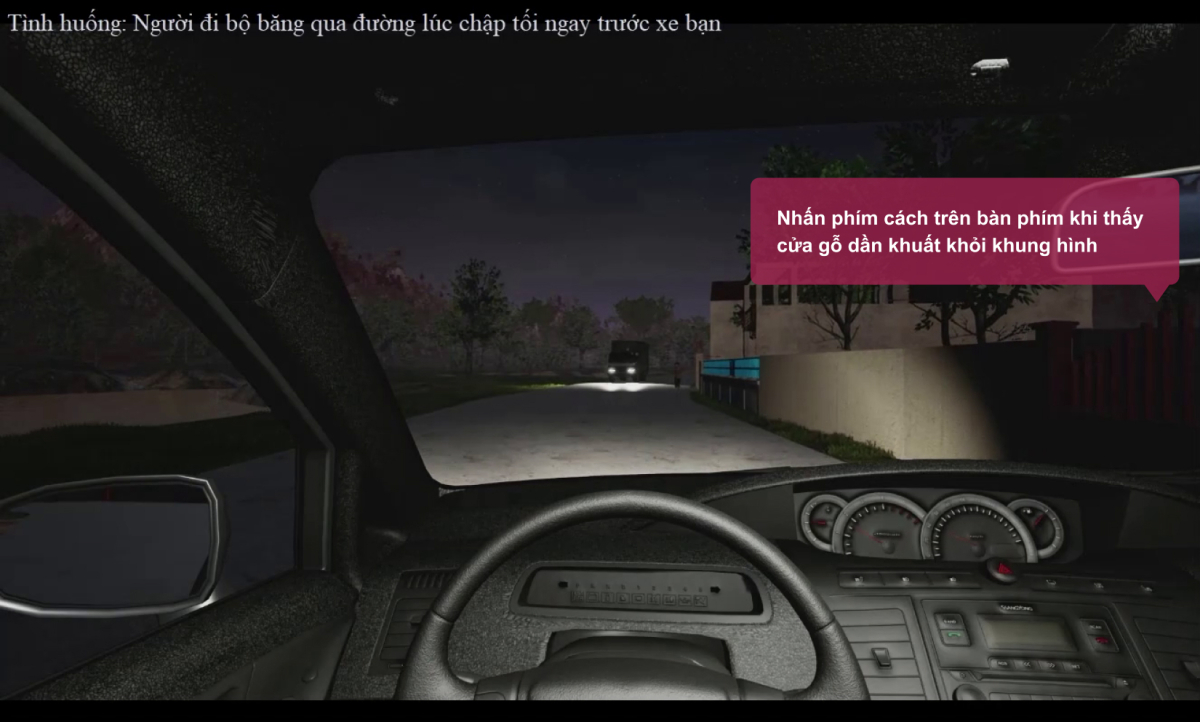 Tình huống: Người đi bộ băng qua đường lúc chập tối ngay trước xe bạn
Nhấn phím cách trên bàn phím khi thấy
cửa gỗ dần khuất khỏi khung hình